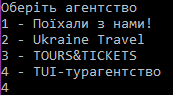 Оберіть агентство
1 - Поїхали з нами!
2 - Ukraine Travel
3 - TOURS&TICKETS
4 - TUI-турагентство
4